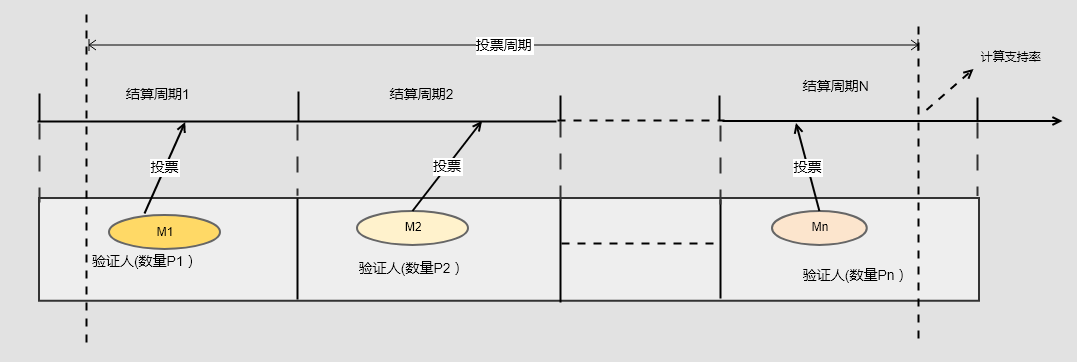 投票周期
计算支持率
结算周期1
结算周期2
结算周期N
投票
投票
投票
M1
M2
Mn
验证人(数量P1 )
验证人(数量P2 )
验证人(数量Pn )